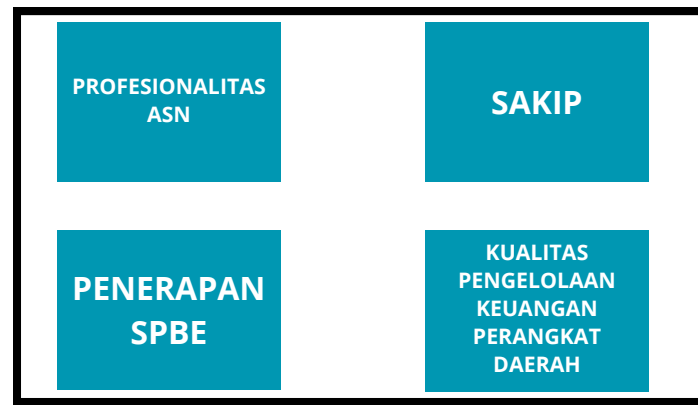 PROFESIONALITAS
ASN
SAKIP
PENERAPAN
SPBE
KUALITAS
PENGELOLAAN
KEUANGAN
PERANGKAT
DAERAH